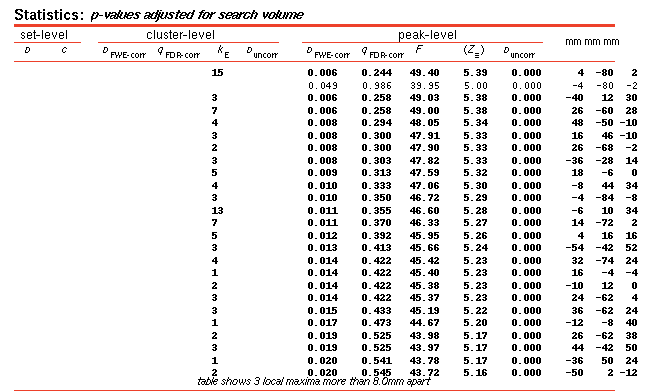 Statistics: p-values adjusted for search volume
set-level cluster-level peak-level mm mm mm
p c p FWE-corr q FDR-corr k E p uncorr p FWE-corr q FDR-corr F (Z≡) p uncorr
15 0.006 0.244 49.40 5.39 0.000 4 -80 2
0.049 0.986 39.95 5.00 0.000 -4 -80 -2
3 0.006 0.258 49.03 5.38 0.000 -40 12 30
7 0.006 0.258 49.00 5.38 0.000 26 -60 28
4 0.008 0.294 48.05 5.34 0.000 48 -50 -10
3 0.008 0.300 47.91 5.33 0.000 16 46 -10
2 0.008 0.300 47.90 5.33 0.000 26 -68 -2
3 0.008 0.303 47.82 5.33 0.000 -36 -28 14
5 0.009 0.313 47.59 5.32 0.000 18 -6 0
4 0.010 0.333 47.06 5.30 0.000 -8 44 34
3 0.010 0.350 46.72 5.29 0.000 -4 -84 -8
13 0.011 0.355 46.60 5.28 0.000 -6 10 34
7 0.011 0.370 46.33 5.27 0.000 14 -72 2
5 0.012 0.392 45.95 5.26 0.000 4 16 16
3 0.013 0.413 45.66 5.24 0.000 -54 -42 52
4 0.014 0.422 45.42 5.23 0.000 32 -74 24
1 0.014 0.422 45.40 5.23 0.000 16 -4 -4
2 0.014 0.422 45.38 5.23 0.000 -10 12 0
3 0.014 0.422 45.37 5.23 0.000 24 -62 4
3 0.015 0.433 45.19 5.22 0.000 36 -62 24
1 0.017 0.473 44.67 5.20 0.000 -12 -8 40
2 0.019 0.525 43.98 5.17 0.000 26 -62 38
3 0.019 0.525 43.97 5.17 0.000 44 -42 50
1 0.020 0.541 43.78 5.17 0.000 -36 50 24
2 0.020 0.545 43.72 5.16 0.000 -50 2 -12
table shows 3 local maxima more than 8.0mm apart